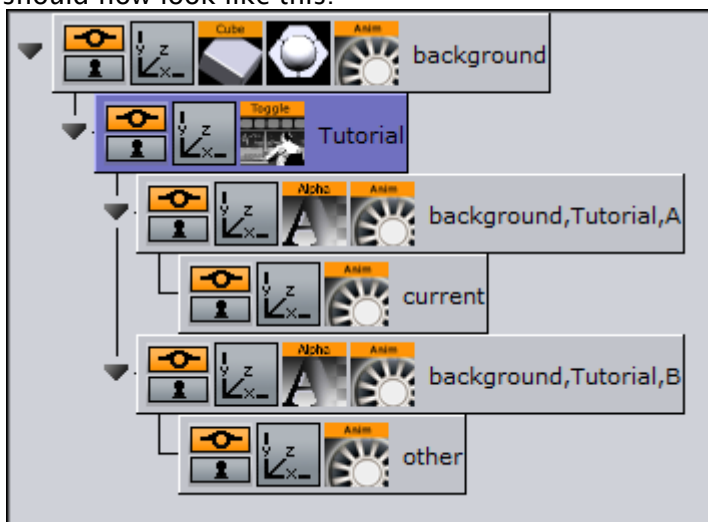 should now look like this:
Cube Anim background
Toggle Tutorial
Alpha Anim background,Tutorial,A
Anim current
Alpha Anim background,Tutorial,B
Anim other